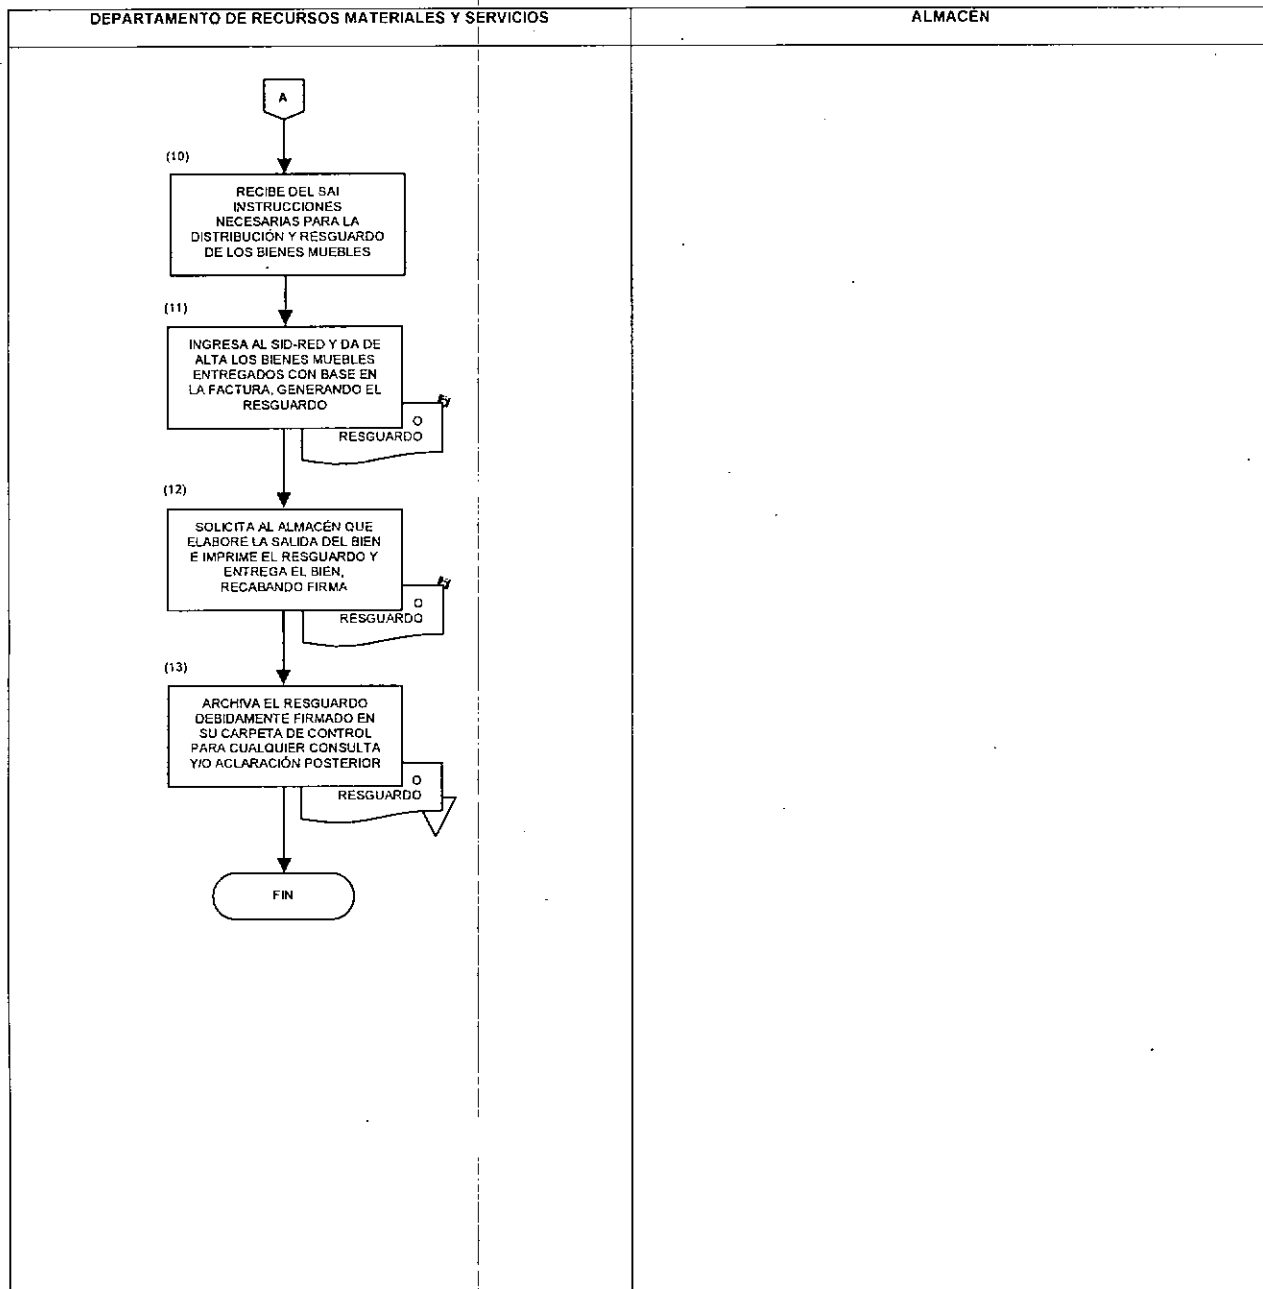 DEPARTAMENTO DE RECURSOS MATERIALES Y SERVICIOS
ALMACÉN
A
(10)
RECIBE DEL SAI
INSTRUCCIONES
NECESARIAS PARA LA
DISTRIBUCIÓN Y RESGUARDO
DE LOS BIENES MUEBLES
(11)
INGRESA AL SID-RED Y DA DE
ALTA LOS BIENES MUEBLES
ENTREGADOS CON BASE EN
LA FACTURA, GENERANDO EL
RESGUARDO
O
RESGUARDO
(12)
SOLICITA AL ALMACÉN QUE
ELABORE LA SALIDA DEL BIEN
E IMPRIME EL RESGUARDO Y
ENTREGA EL BIEN,
RECABANDO FIRMA
O
RESGUARDO
(13)
ARCHIVA EL RESGUARDO
DEBIDAMENTE FIRMADO EN
SU CARPETA DE CONTROL
PARA CUALQUIER CONSULTA
Y/O ACLARACIÓN POSTERIOR
O
RESGUARDO
FIN